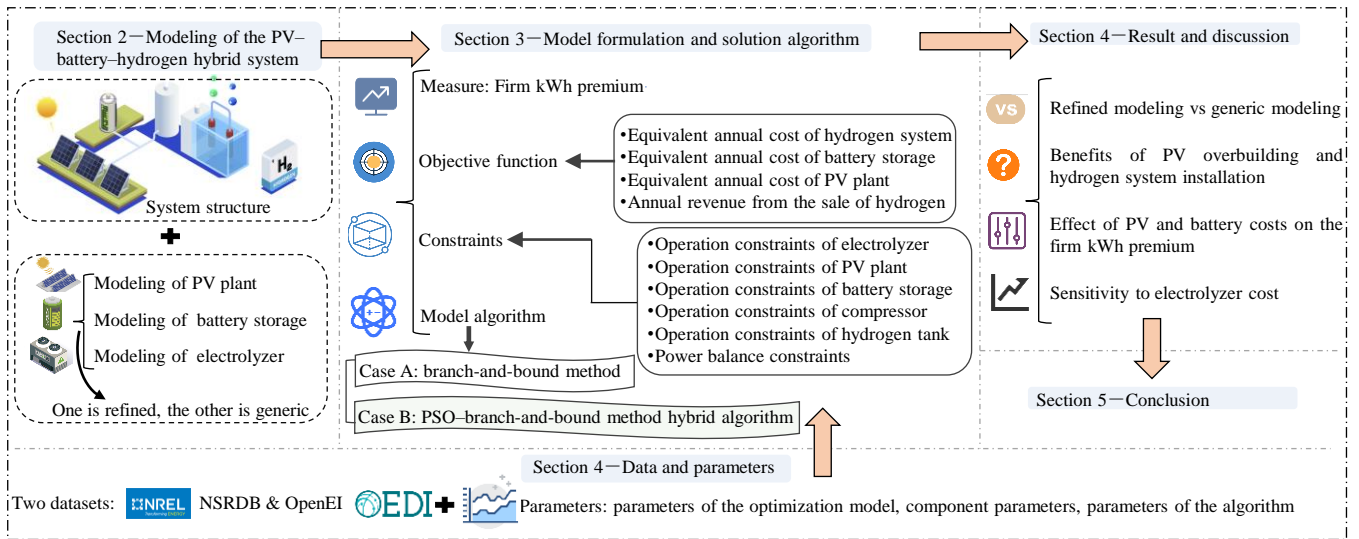 Section 2—Modeling of the PV–
battery–hydrogen hybrid system
H2
System structure
Modeling of PV plant
Modeling of battery storage
Modeling of electrolyzer
One is refined, the other is generic
Section 3—Model formulation and solution algorithm
Measure: Firm kWh premium
Objective function
•Equivalent annual cost of hydrogen system
•Equivalent annual cost of battery storage
•Equivalent annual cost of PV plant
•Annual revenue from the sale of hydrogen
Constraints
•Operation constraints of electrolyzer
•Operation constraints of PV plant
•Operation constraints of battery storage
•Operation constraints of compressor
•Operation constraints of hydrogen tank
•Power balance constraints
Model algorithm
Case A: branch-and-bound method
Case B: PSO–branch-and-bound method hybrid algorithm
Section 4—Result and discussion
VS
Refined modeling vs generic modeling
?
Benefits of PV overbuilding and
hydrogen system installation
Effect of PV and battery costs on the
firm kWh premium
Sensitivity to electrolyzer cost
Section 5—Conclusion
Section 4—Data and parameters
Two datasets:
NREL
Transforming ENERGY
NSRDB & OpenEI
EDI
Parameters: parameters of the optimization model, component parameters, parameters of the algorithm